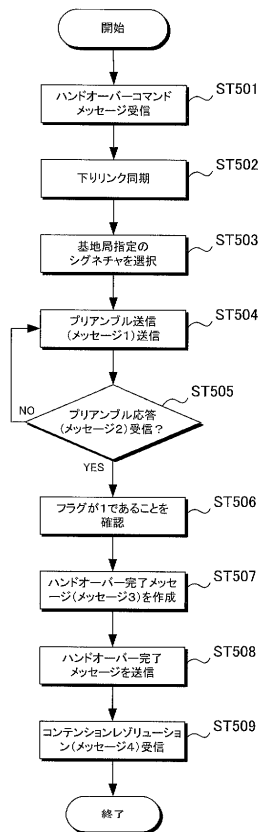 開始
ハンドオーバーコマンド
メッセージ受信
ST501
下りリンク同期
ST502
基地局指定の
シグネチャを選択
ST503
プリアンブル送信
(メッセージ1)送信
ST504
プリアンブル応答
(メッセージ2)受信?
ST505
NO
YES
フラグが1であることを
確認
ST506
ハンドオーバー完了メッセ
ージ(メッセージ3)を作成
ST507
ハンドオーバー完了
メッセージを送信
ST508
コンテンションレゾリューショ
ン(メッセージ4)受信
ST509
終了